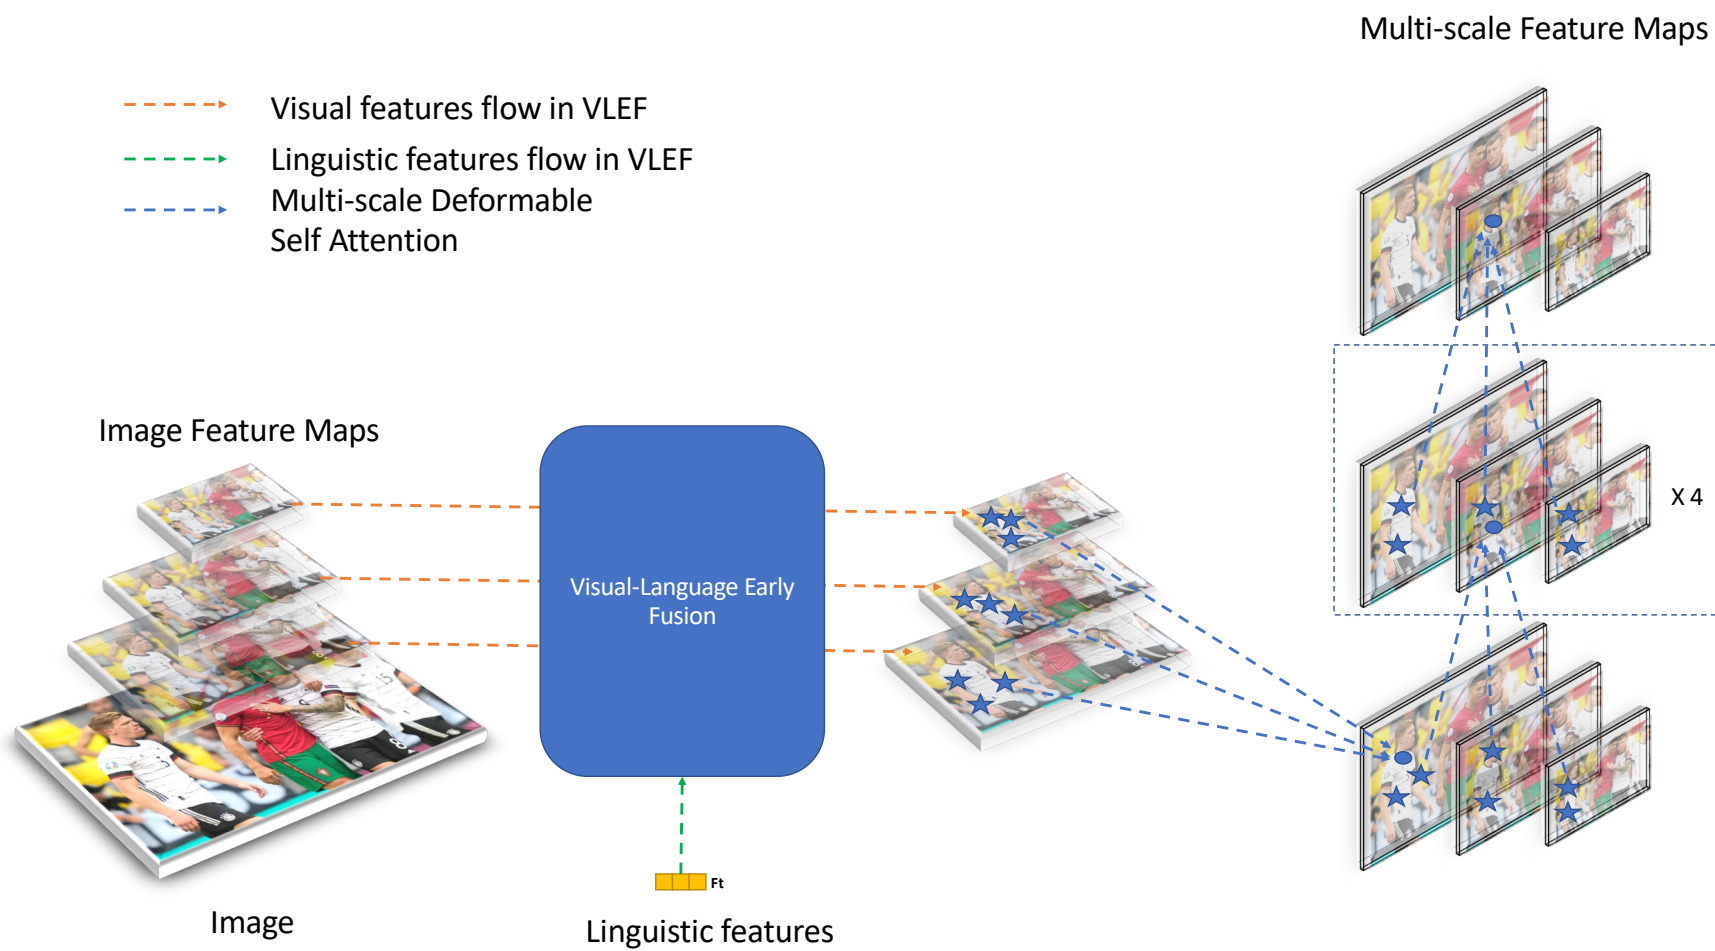 Multi-scale Feature Maps
Visual features flow in VLEF
Linguistic features flow in VLEF
Multi-scale Deformable
Self Attention
Image Feature Maps
X 4
Visual-Language Early
Fusion
Ft
Image
Linguistic features